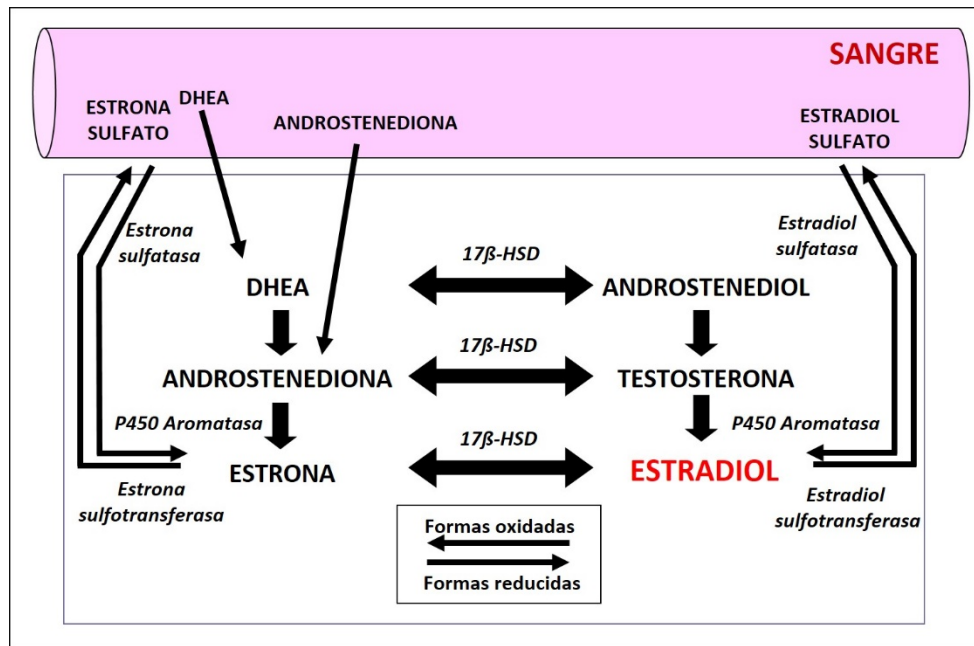 SANGRE
ESTRONA
SULFATO
DHEA
ANDROSTENEDIONA
ESTRADIOL
SULFATO
Estrona
sulfatasa
Estradiol
sulfatasa
17ß-HSD
DHEA
ANDROSTENEDIOL
17ß-HSD
ANDROSTENEDIONA
TESTOSTERONA
P450 Aromatasa
P450 Aromatasa
17ß-HSD
ESTRONA
ESTRADIOL
Estrona
sulfotransferasa
Estradiol
sulfotransferasa
Formas oxidadas
Formas reducidas